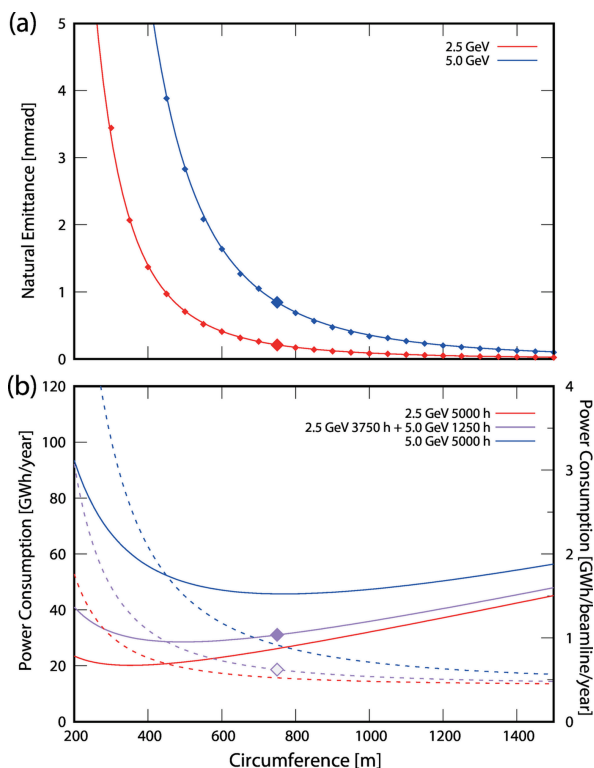 (a)
5
4
3
2
1
0
Natural Emittance [nmrad]
2.5 GeV
5.0 GeV
(b)
120
100
80
60
40
20
0
Power Consumption [GWh/year]
2.5 GeV 5000 h
2.5 GeV 3750 h + 5.0 GeV 1250 h
5.0 GeV 5000 h
4
3
2
1
0
Power Consumption [GWh/beamline/year]
200 400 600 800 1000 1200 1400
Circumference [m]